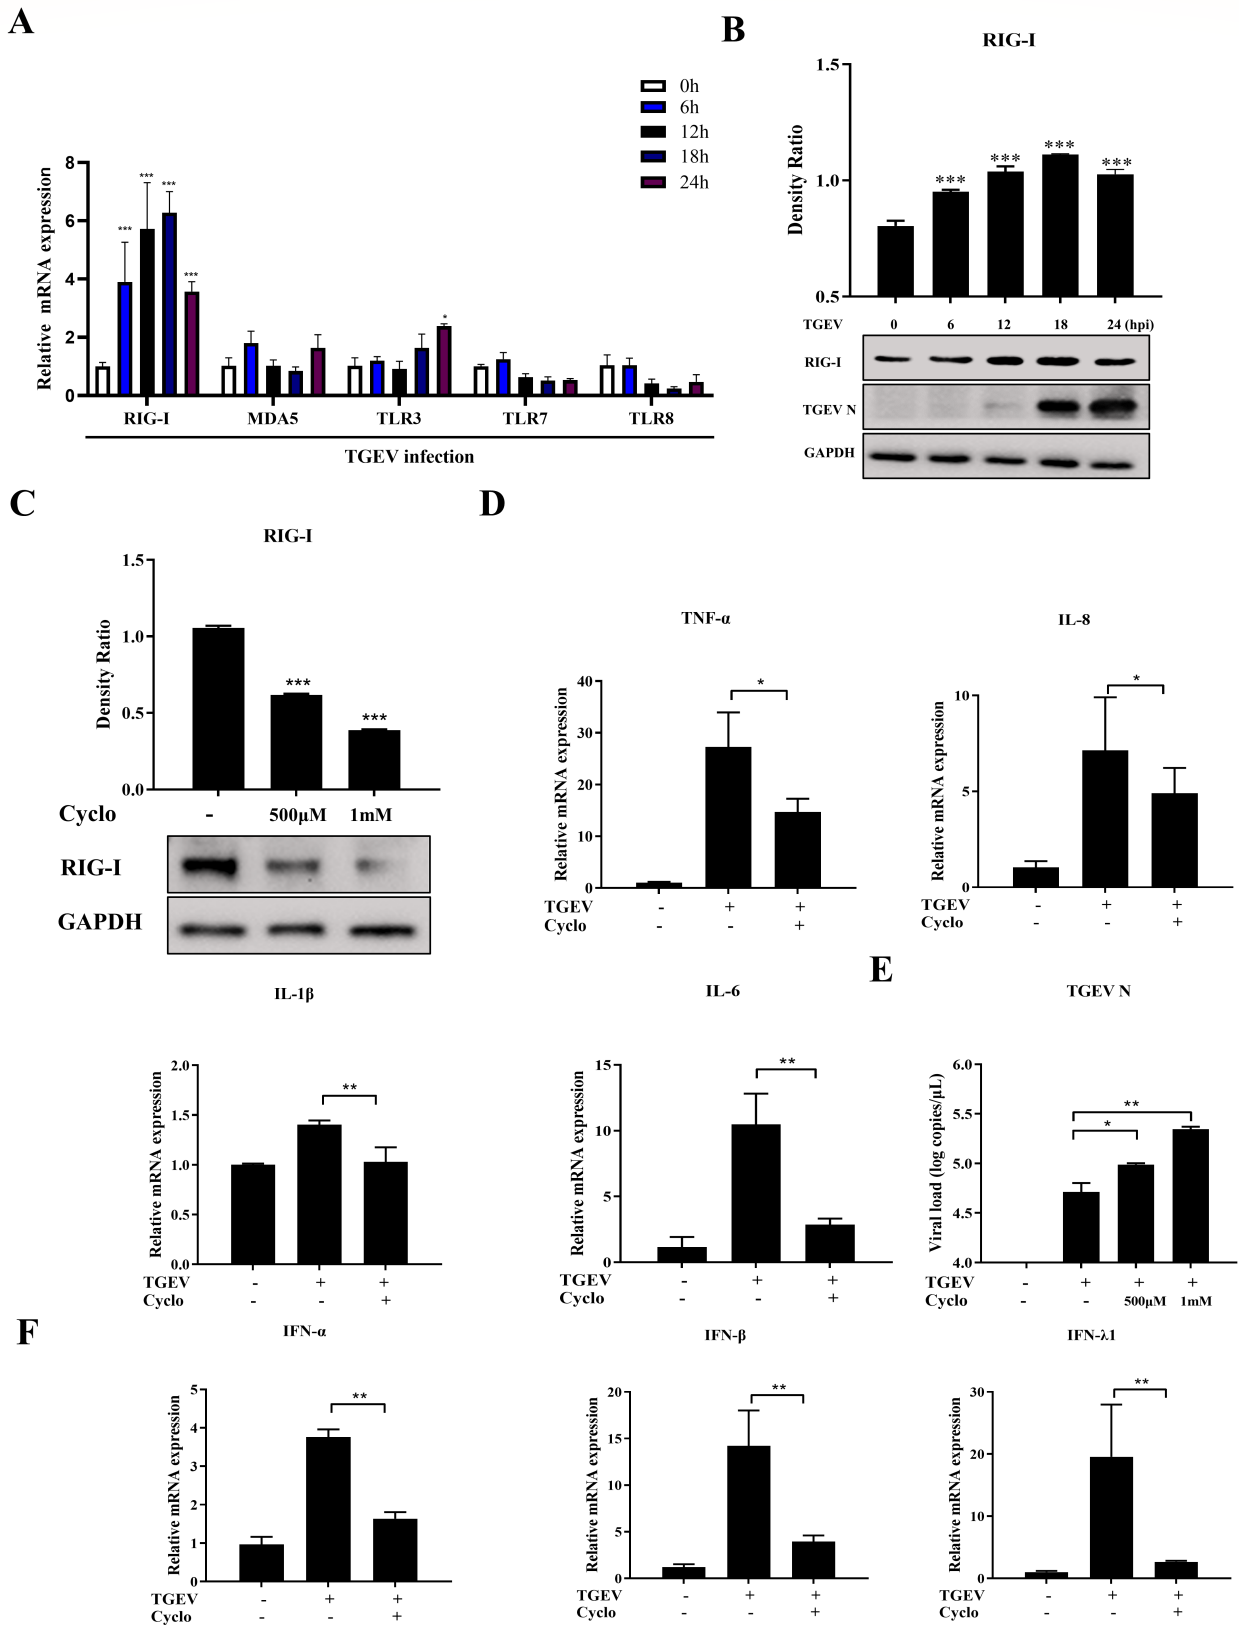 A
0h
6h
12h
18h
24h
Relative mRNA expression
8
6
4
2
0
***
***
***
***
*
RIG-I MDA5 TLR3 TLR7 TLR8
TGEV infection
B
RIG-I
Density Ratio
1.5
1.0
0.5
***
***
***
***
TGEV 0 6 12 18 24 (hpi)
RIG-I
TGEV N
GAPDH
C
RIG-I
Density Ratio
1.5
1.0
0.5
0.0
***
***
Cyclo - 500μM 1mM
RIG-I
GAPDH
D
TNF-α
Relative mRNA expression
40
30
20
10
0
*
TGEV - + +
Cyclo - - +
IL-8
Relative mRNA expression
10
5
0
*
TGEV - + +
Cyclo - - +
IL-1β
Relative mRNA expression
2.0
1.5
1.0
0.5
0.0
**
TGEV - + +
Cyclo - - +
IL-6
Relative mRNA expression
15
10
5
0
**
TGEV - + +
Cyclo - - +
E
TGEV N
Viral load (log copies/μL)
6.0
5.5
5.0
4.5
4.0
**
*
TGEV - + + +
Cyclo - - 500μM 1mM
F
IFN-α
Relative mRNA expression
5
4
3
2
1
0
**
TGEV - + +
Cyclo - - +
IFN-β
Relative mRNA expression
20
15
10
5
0
**
TGEV - + +
Cyclo - - +
IFN-λ1
Relative mRNA expression
30
20
10
0
**
TGEV - + +
Cyclo - - +